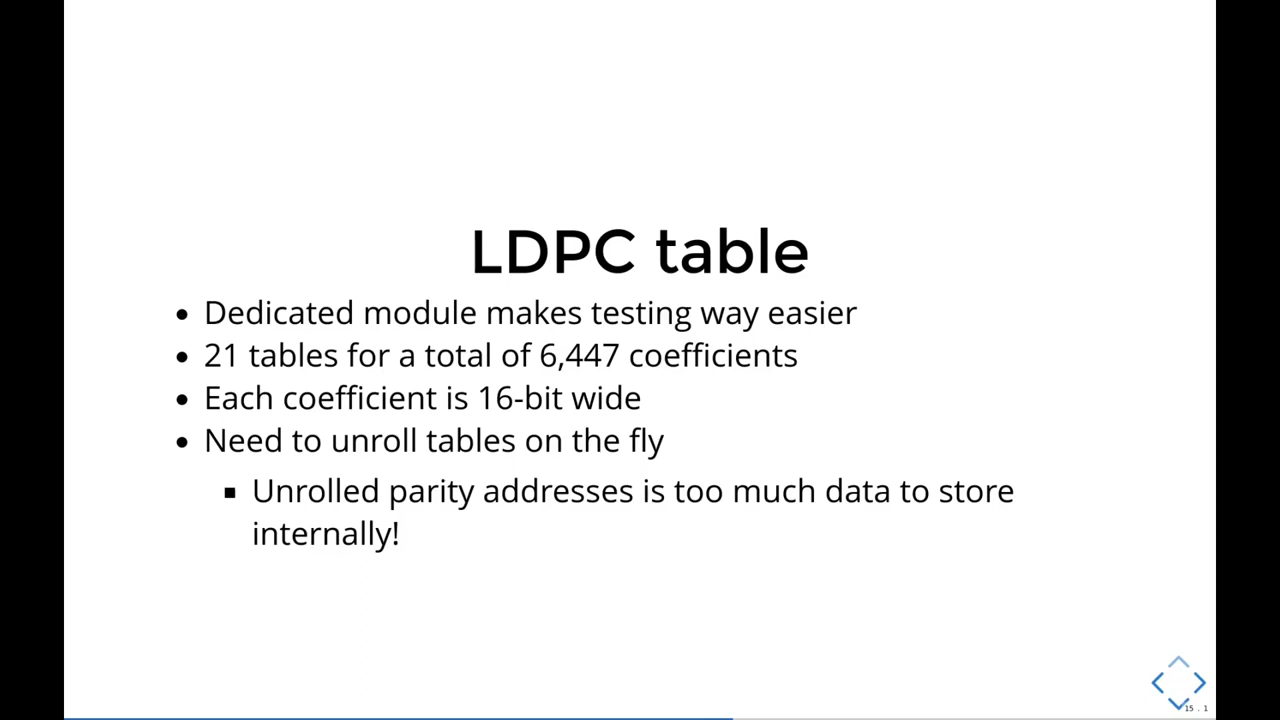 LDPC table
Dedicated module makes testing way easier
21 tables for a total of 6,447 coefficients
Each coefficient is 16-bit wide
Need to unroll tables on the fly
Unrolled parity addresses is too much data to store
internally!
15 . 1